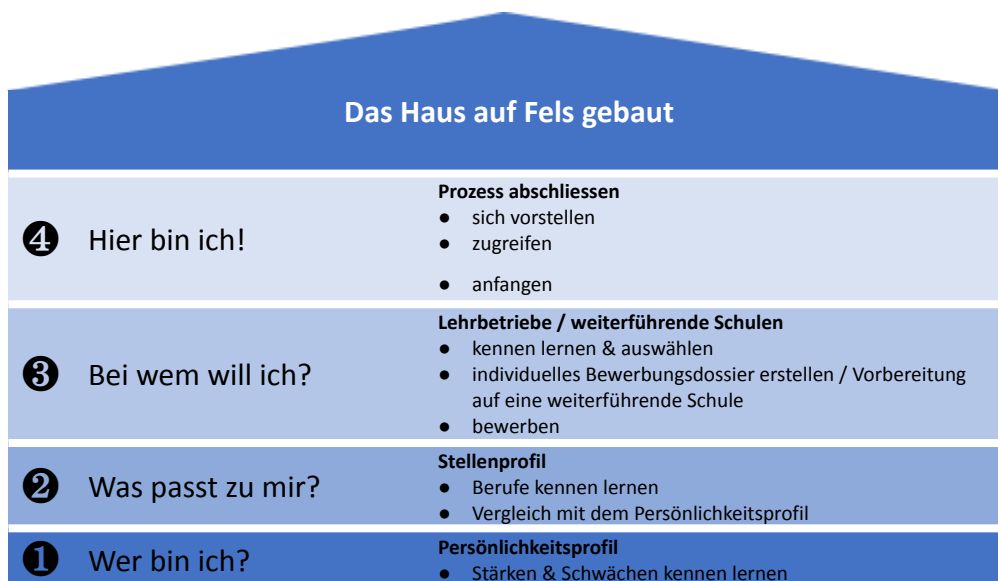 Das Haus auf Fels gebaut
❹ Hier bin ich!
Prozess abschliessen
● sich vorstellen
● zugreifen
● anfangen
❸ Bei wem will ich?
Lehrbetriebe / weiterführende Schulen
● kennen lernen & auswählen
● individuelles Bewerbungsdossier erstellen / Vorbereitung
auf eine weiterführende Schule
● bewerben
❷ Was passt zu mir?
Stellenprofil
● Berufe kennen lernen
● Vergleich mit dem Persönlichkeitsprofil
❶ Wer bin ich?
Persönlichkeitsprofil
● Stärken & Schwächen kennen lernen